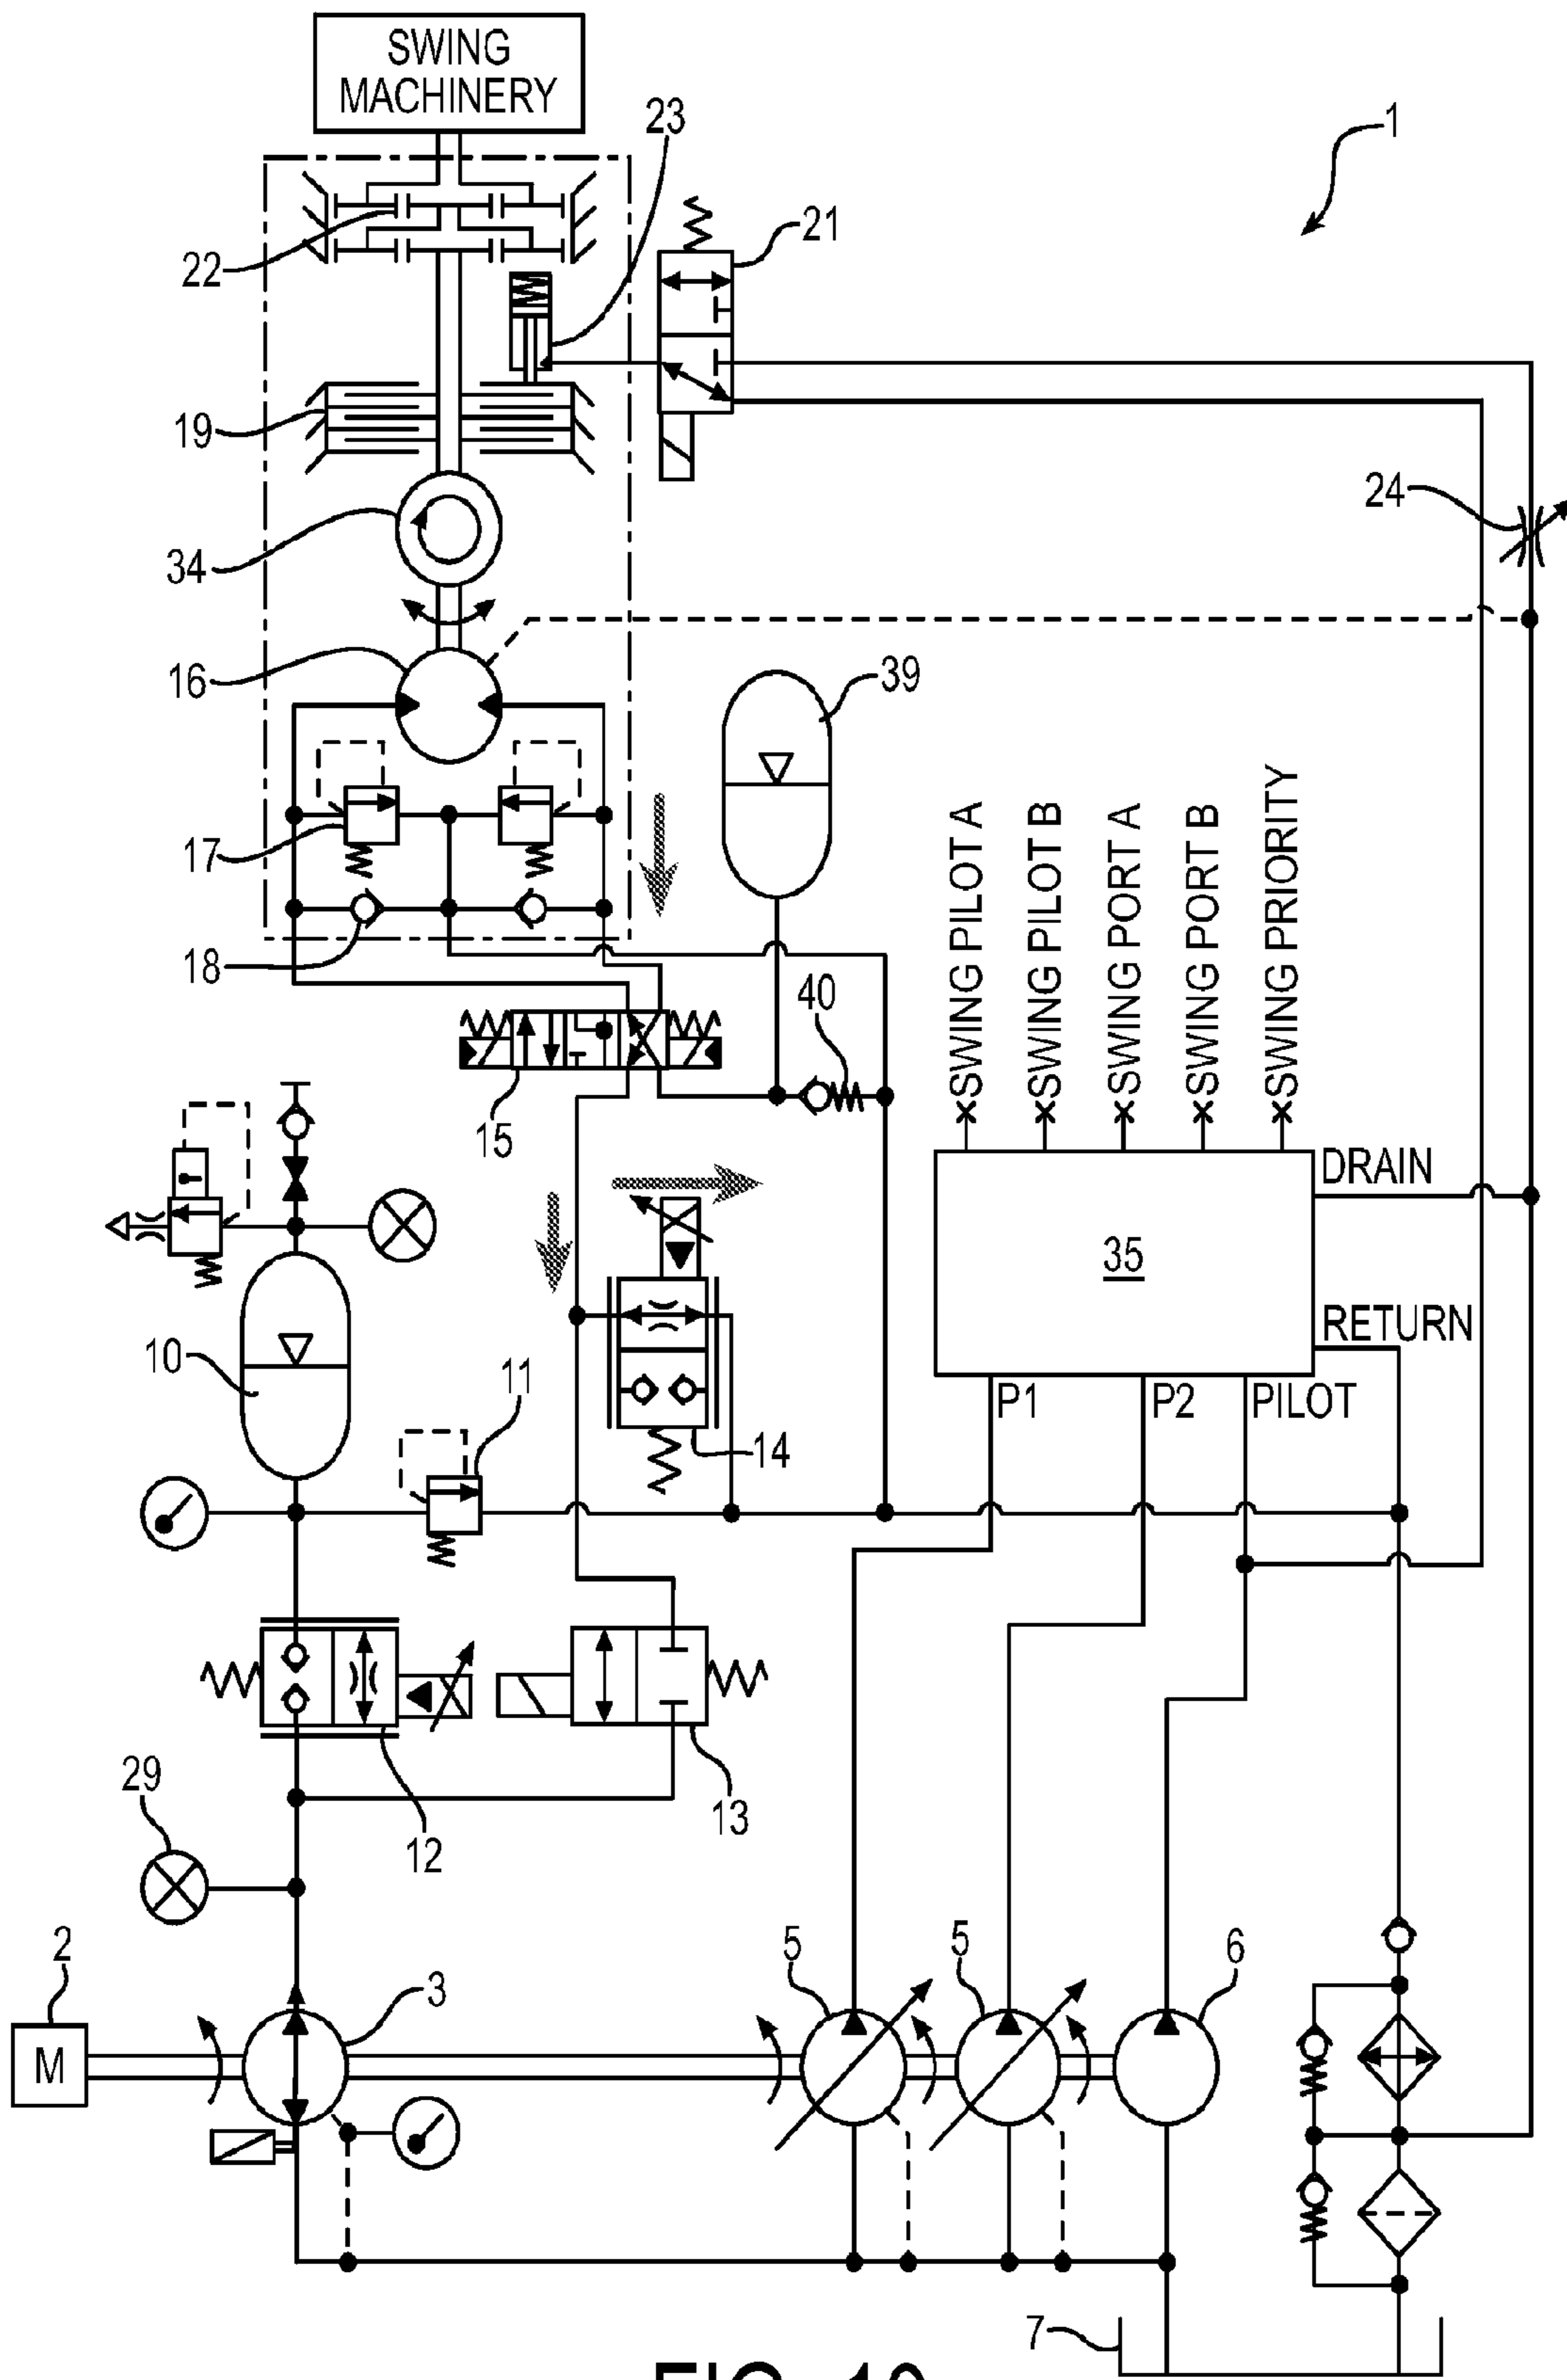 SWING
MACHINERY
23
1
21
22
19
24
34
16
39
17
18
40
SWING PILOT A
SWING PILOT B
SWING PORT A
SWING PORT B
SWING PRIORITY
15
DRAIN
35
RETURN
10
11
P1
P2
PILOT
14
29
13
12
2
3
5
5
6
M
7
FIG. 10